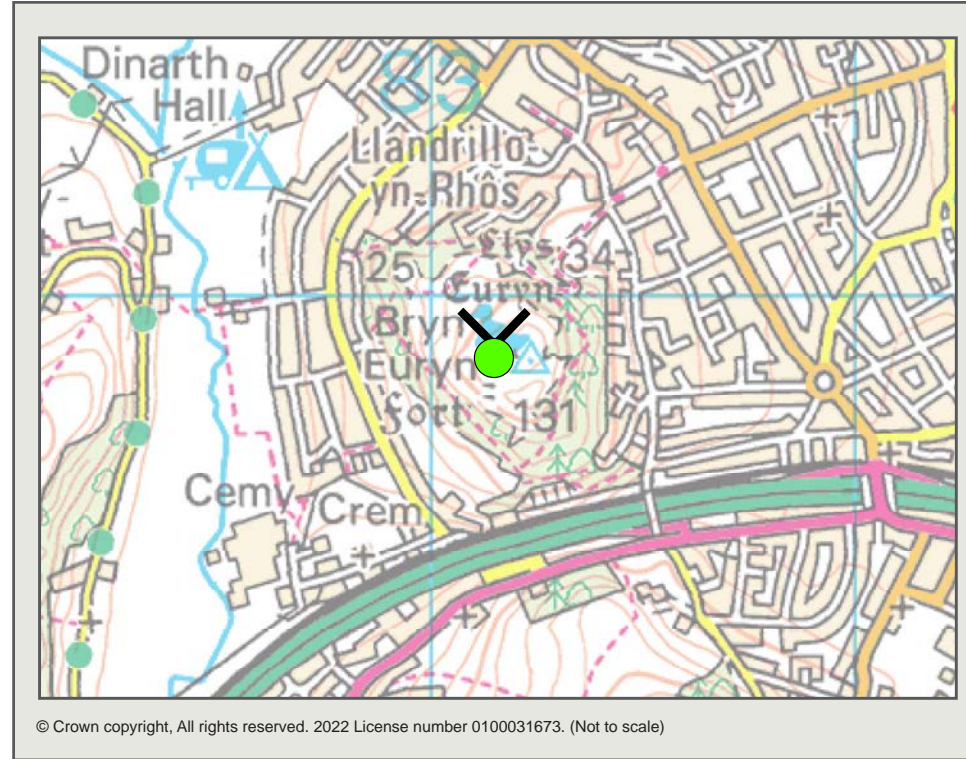 Dinarth
Hall
83
Llandrillo-
yn-Rhôs
Llys
34
25
Euryn
Bryn
Euryn
fort
131
Cemy
Crem
© Crown copyright, All rights reserved. 2022 License number 0100031673. (Not to scale)